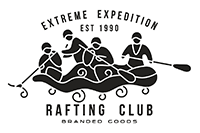 EXTREME EXPEDITION
EST 1990
RAFTING CLUB
BRANDED GOODS